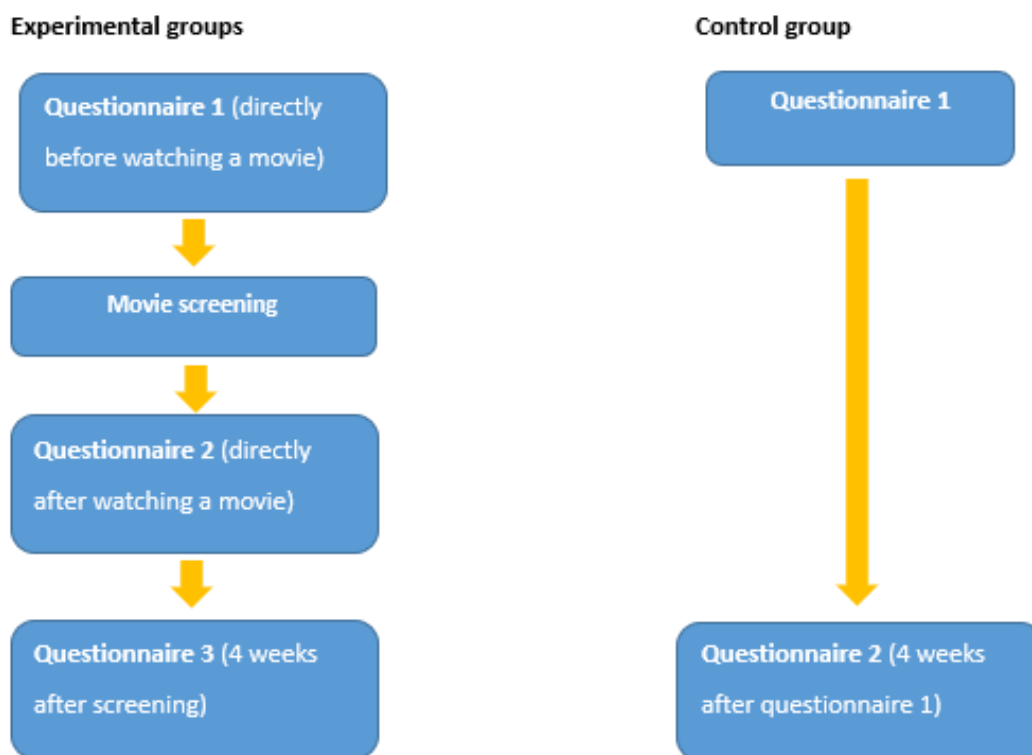 Experimental groups
Questionnaire 1 (directly
before watching a movie)
Movie screening
Questionnaire 2 (directly
after watching a movie)
Questionnaire 3 (4 weeks
after screening)
Control group
Questionnaire 1
Questionnaire 2 (4 weeks
after questionnaire 1)